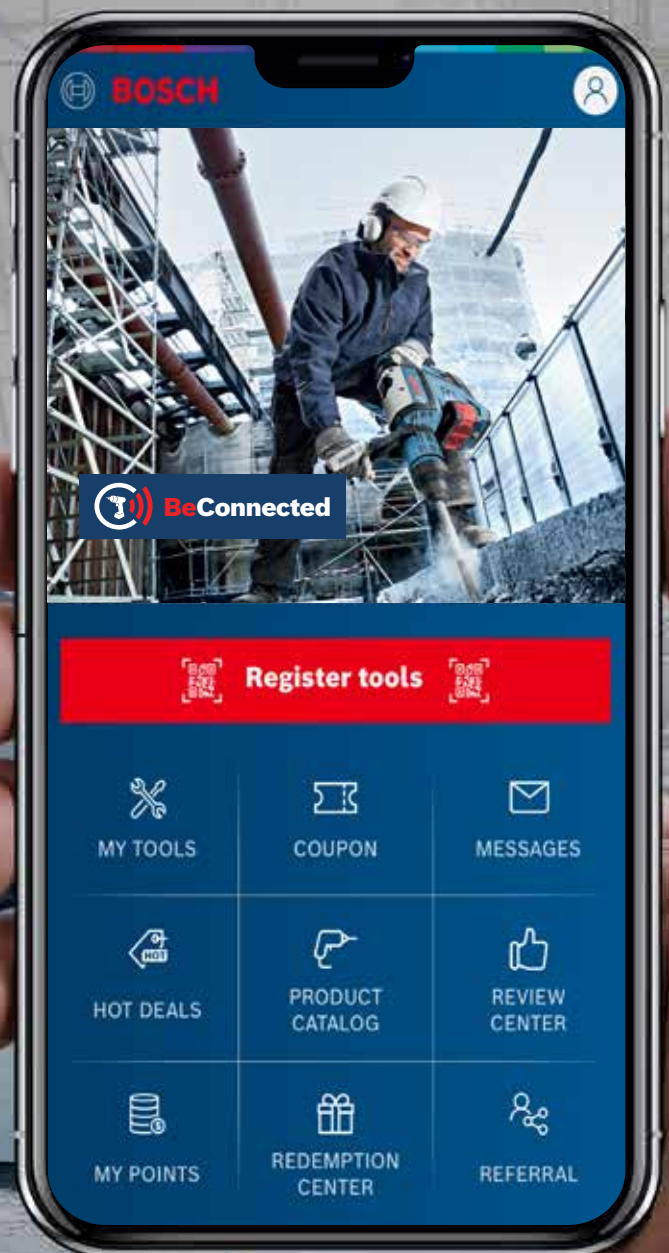 BOSCH
BeConnected
Register tools
MY TOOLS
COUPON
MESSAGES
HOT
HOT DEALS
PRODUCT
CATALOG
REVIEW
CENTER
MY POINTS
REDEMPTION
CENTER
REFERRAL